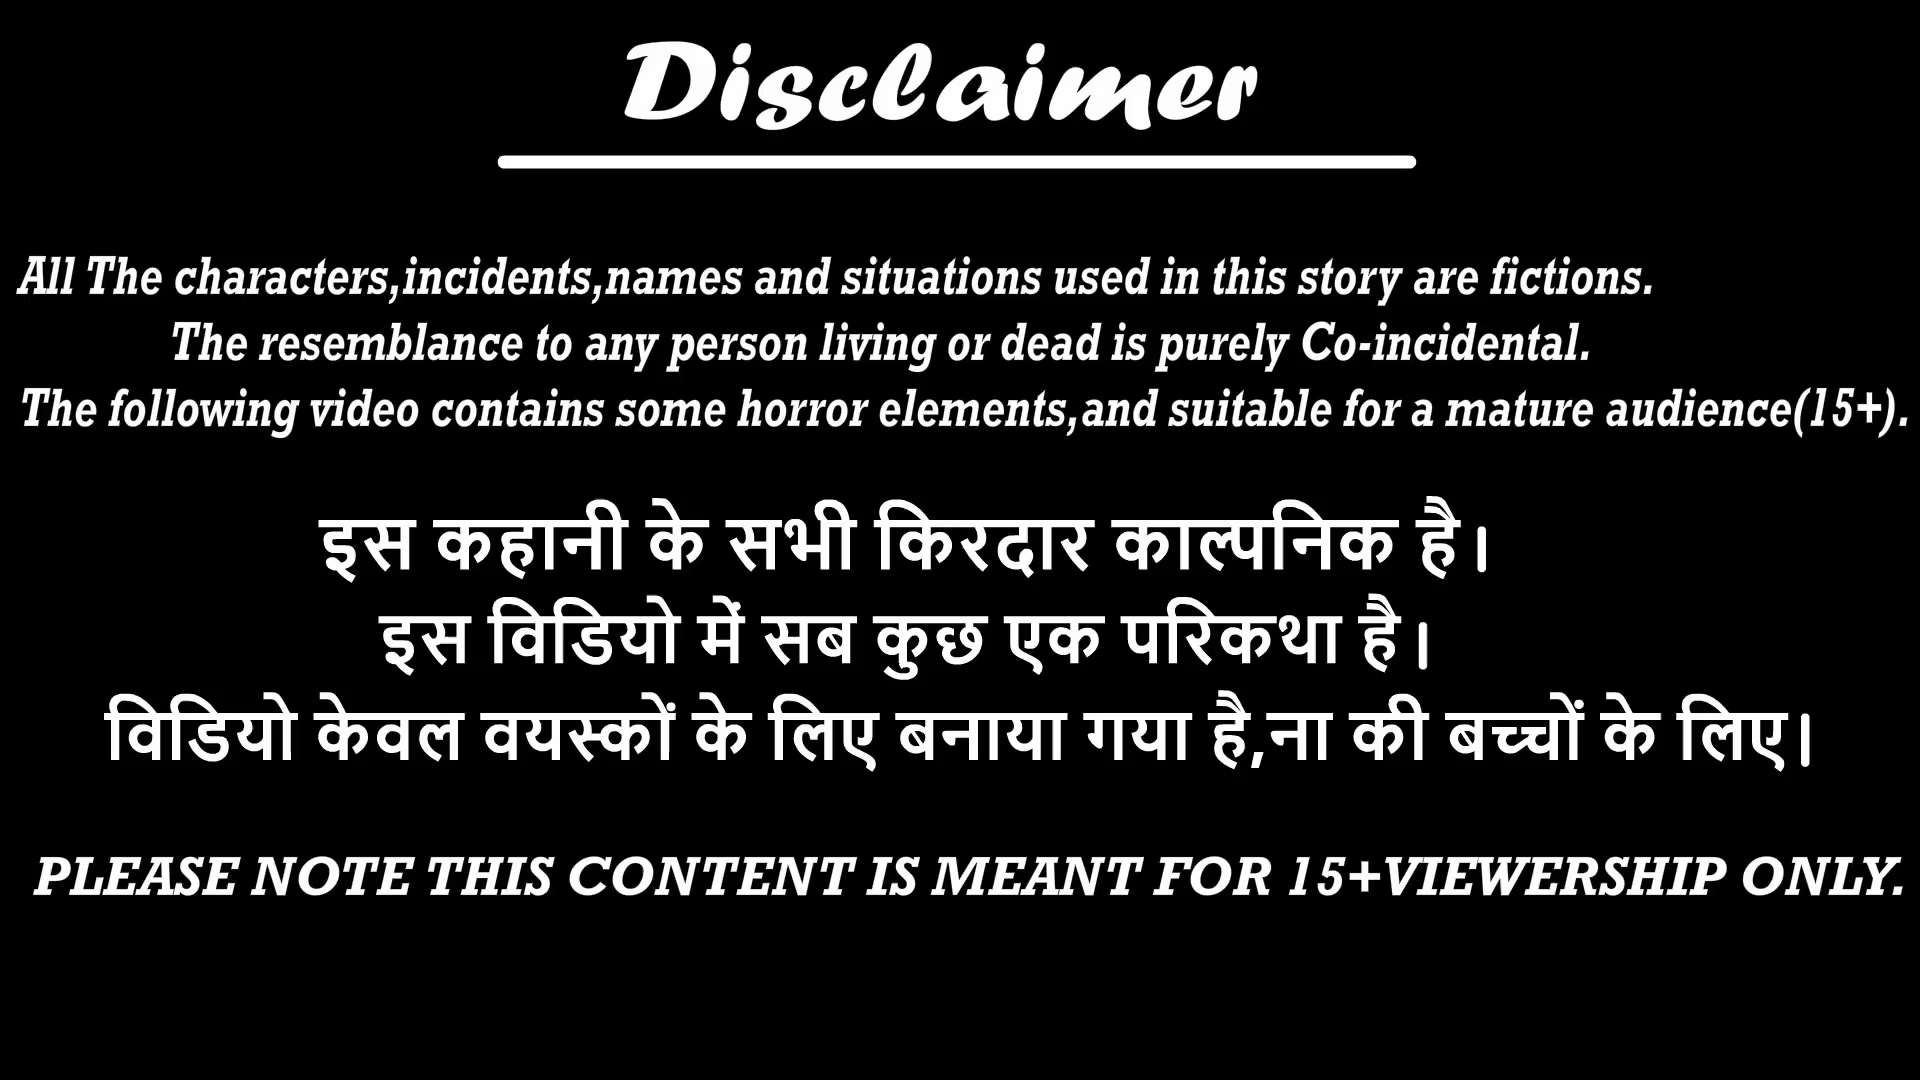 Disclaimer
All The characters,incidents,names and situations used in this story are fictions.
The resemblance to any person living or dead is purely Co-incidental.
The following video contains some horror elements,and suitable for a mature audience(15+).
इस कहानी के सभी किरदार काल्पनिक है।
इस विडियो में सब कुछ एक परिकथा है।
विडियो केवल वयस्कों के लिए बनाया गया है,ना की बच्चों के लिए।
PLEASE NOTE THIS CONTENT IS MEANT FOR 15+VIEWERSHIP ONLY.